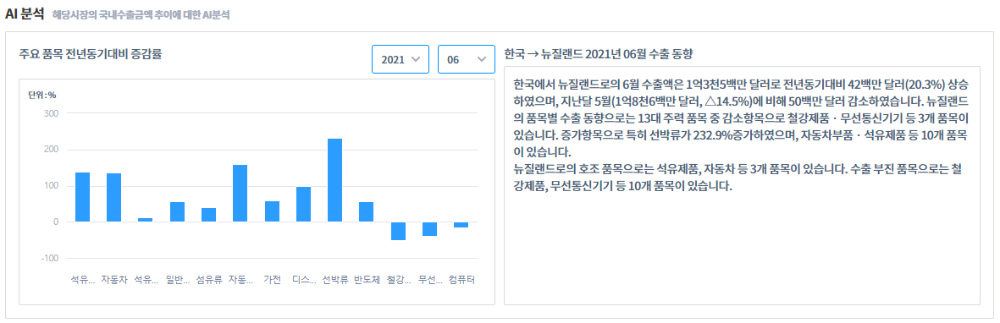 AI 분석 해당시장의 국내수출금액 추이에 대한 AI분석
주요 품목 전년동기대비 증감률
2021 06
단위 : %
300
200
100
0
-100
석유... 자동차 석유... 일반... 섬유류 자동... 가전 디스... 선박류 반도체 철강... 무선... 컴퓨터
한국 → 뉴질랜드 2021년 06월 수출 동향
한국에서 뉴질랜드로의 6월 수출액은 1억3천5백만 달러로 전년동기대비 42백만 달러(20.3%) 상승
하였으며, 지난달 5월(1억8천6백만 달러, △14.5%)에 비해 50백만 달러 감소하였습니다. 뉴질랜드
의 품목별 수출 동향으로는 13대 주력 품목 중 감소항목으로 철강제품 · 무선통신기기 등 3개 품목이
있습니다. 증가항목으로 특히 선박류가 232.9%증가하였으며, 자동차부품 · 석유제품 등 10개 품목
이 있습니다.
뉴질랜드로의 호조 품목으로는 석유제품, 자동차 등 3개 품목이 있습니다. 수출 부진 품목으로는 철
강제품, 무선통신기기 등 10개 품목이 있습니다.